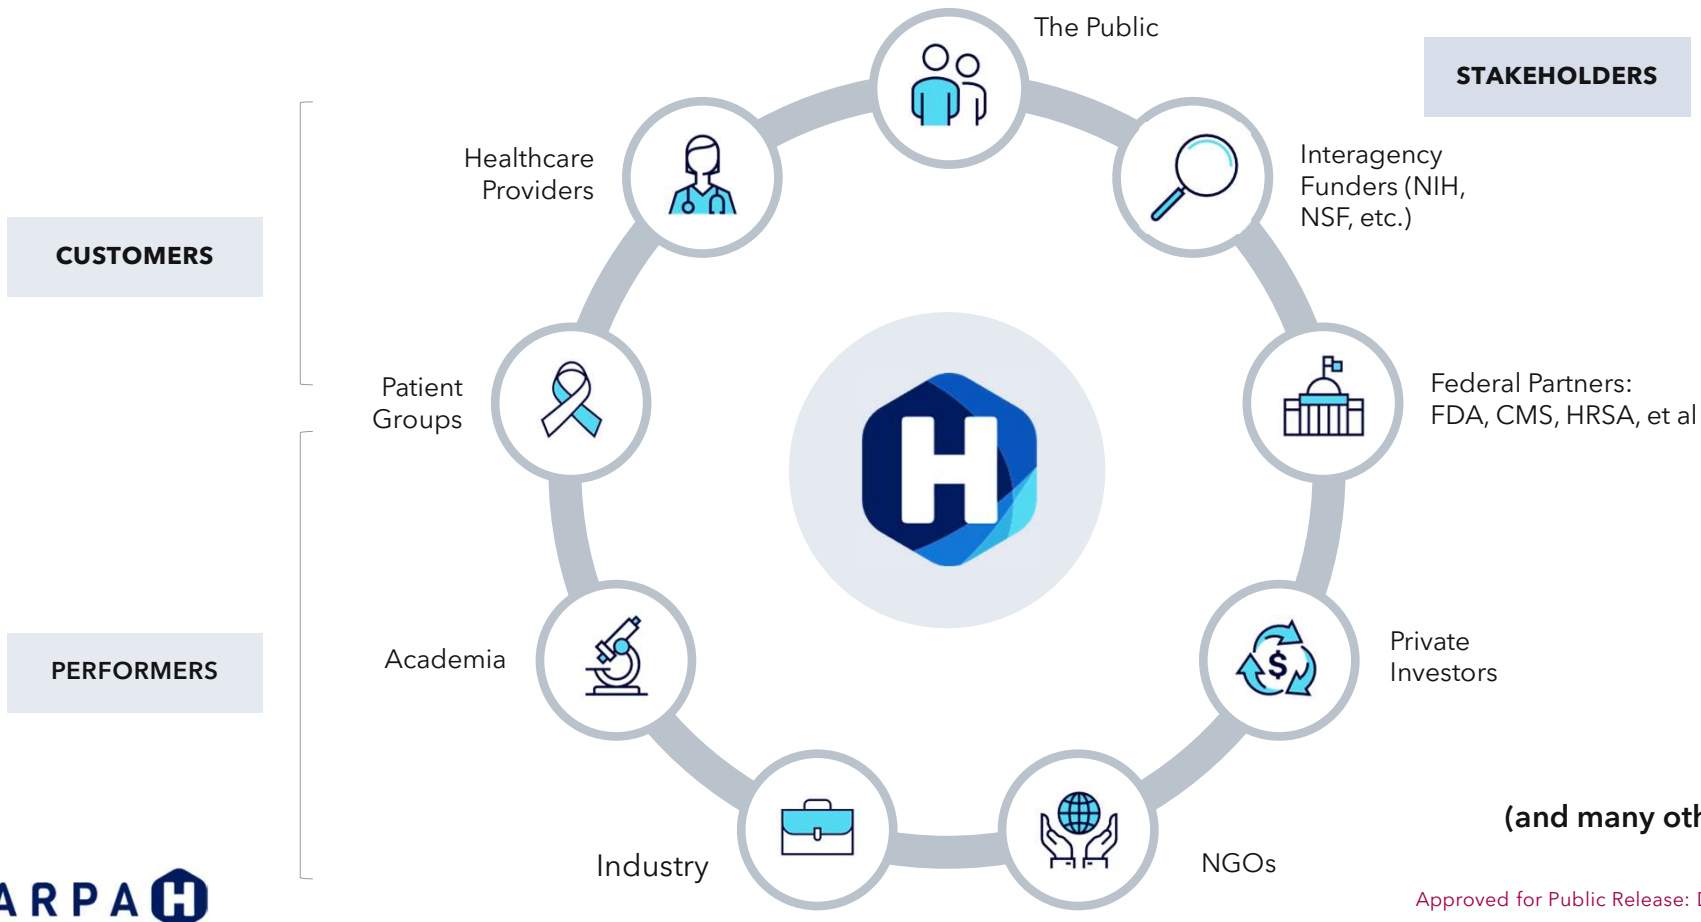 The Public
STAKEHOLDERS
Healthcare
Providers
Interagency
Funders (NIH,
NSF, etc.)
CUSTOMERS
Patient
Groups
H
Federal Partners:
FDA, CMS, HRSA, et al
$
PERFORMERS
Academia
Private
Investors
(and many
Industry
NGOs
ARPA H
Approved for Public Release: